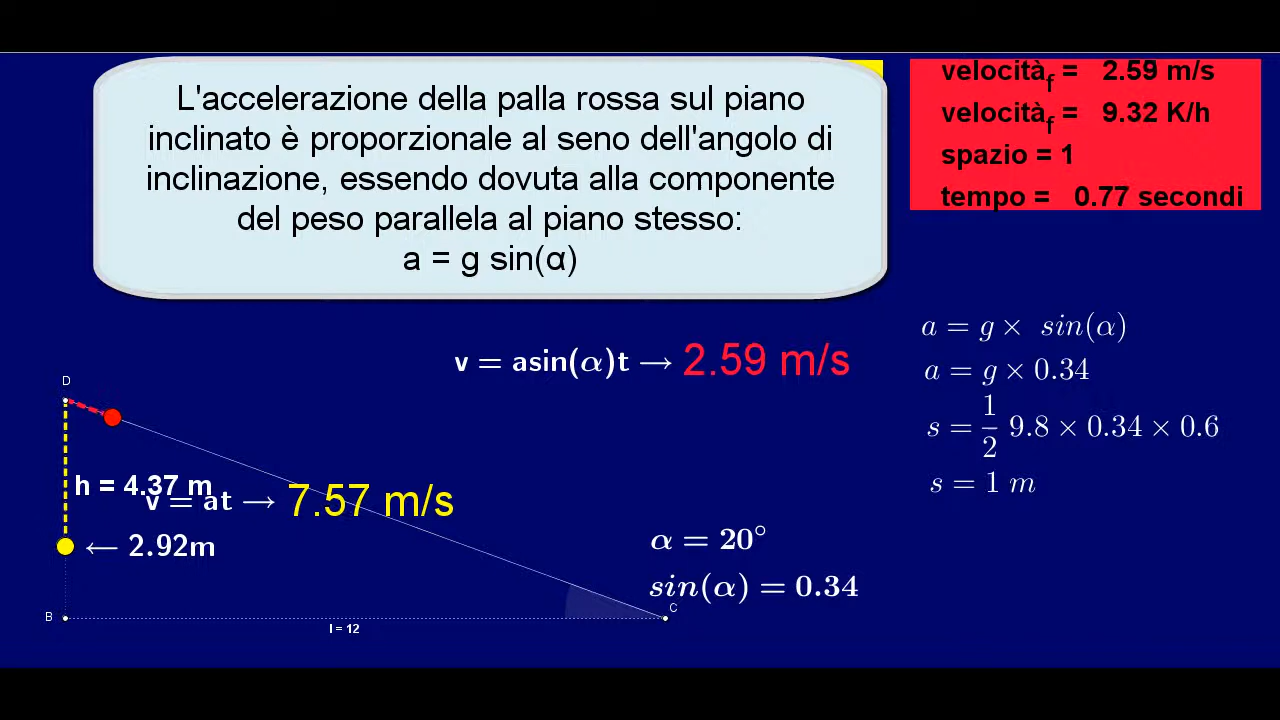 L'accelerazione della palla rossa sul piano
inclinato è proporzionale al seno dell'angolo di
inclinazione, essendo dovuta alla componente
del peso parallela al piano stesso:
a = g sin(α)
velocità_f = 2.59 m/s
velocità_f = 9.32 K/h
spazio = 1
tempo = 0.77 secondi
a = g × sin(α)
a = g × 0.34
s = 1/2 9.8 × 0.34 × 0.6
s = 1 m
v = asin(α)t → 2.59 m/s
D
h = 4.37 m
v = at → 7.57 m/s
← 2.92m
α = 20°
sin(α) = 0.34
B
C
l = 12